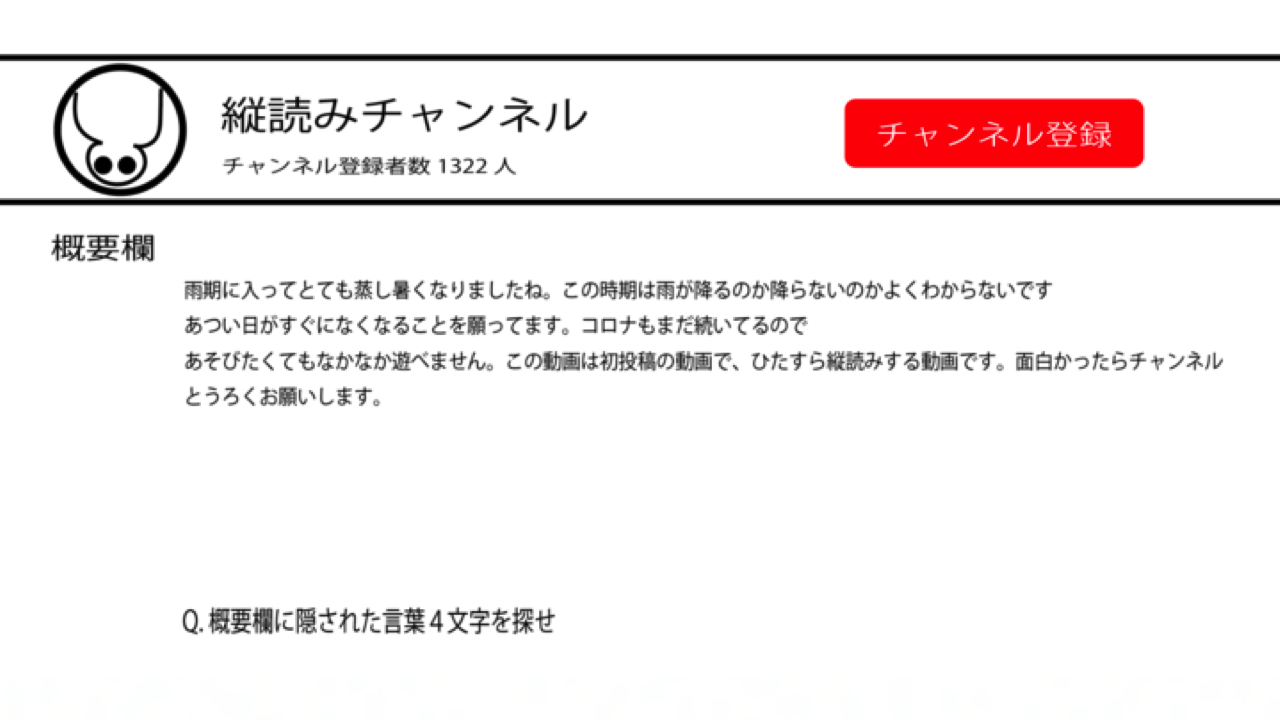 縦読みチャンネル
チャンネル登録者数 1322 人
チャンネル登録
概要欄
雨期に入ってとても蒸し暑くなりましたね。この時期は雨が降るのか降らないのかよくわからないです
あつい日がすぐになくなることを願ってます。コロナもまだ続いてるので
あそびたくてもなかなか遊べません。この動画は初投稿の動画で、ひたすら縦読みする動画です。面白かったらチャンネル
とうろくお願いします。
Q. 概要欄に隠された言葉４文字を探せ